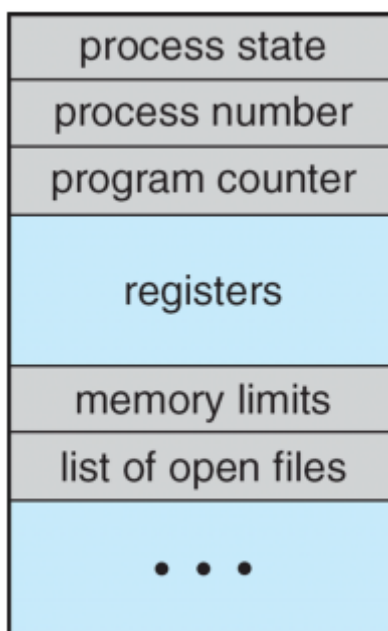 process state
process number
program counter
registers
memory limits
list of open files
• • •